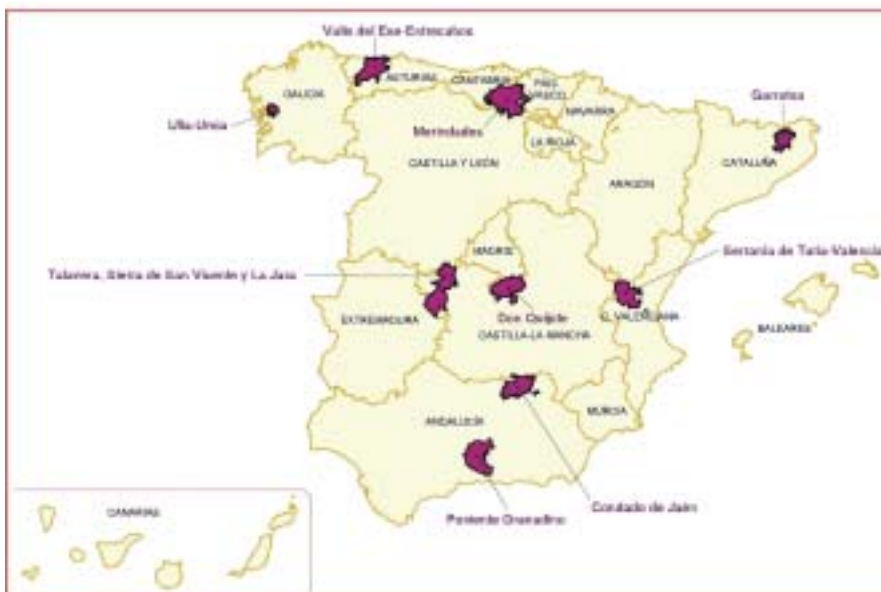 Valle del Ese-Entrecabos
ASTURIAS
CANTABRIA
PAIS VASCO
GALICIA
NAVARRA
Garrotxa
Ulla-Umia
Merindades
LA RIOJA
CASTILLA Y LEÓN
CATALUÑA
ARAGON
MADRID
Serranía de Turia-Valencia
Talavera, Sierra de San Vicente y La Jara
Don Quijote
EXTREMADURA
CASTILLA-LA MANCHA
VALENCIANA
BALEARES
MURCIA
ANDALUCÍA
CANARIAS
Poniente Granadino
Condado de Jaén